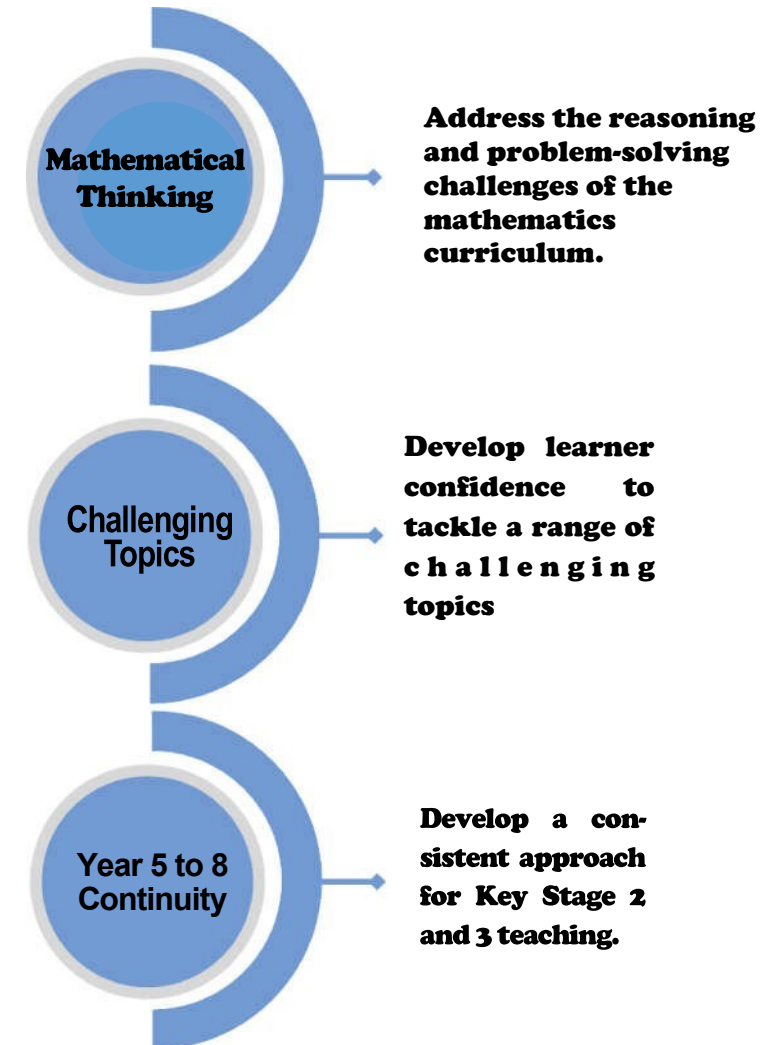 Mathematical
Thinking
Address the reasoning
and problem-solving
challenges of the
mathematics
curriculum.
Challenging
Topics
Develop learner
confidence to
tackle a range of
challenging
topics
Year 5 to 8
Continuity
Develop a con-
sistent approach
for Key Stage 2
and 3 teaching.